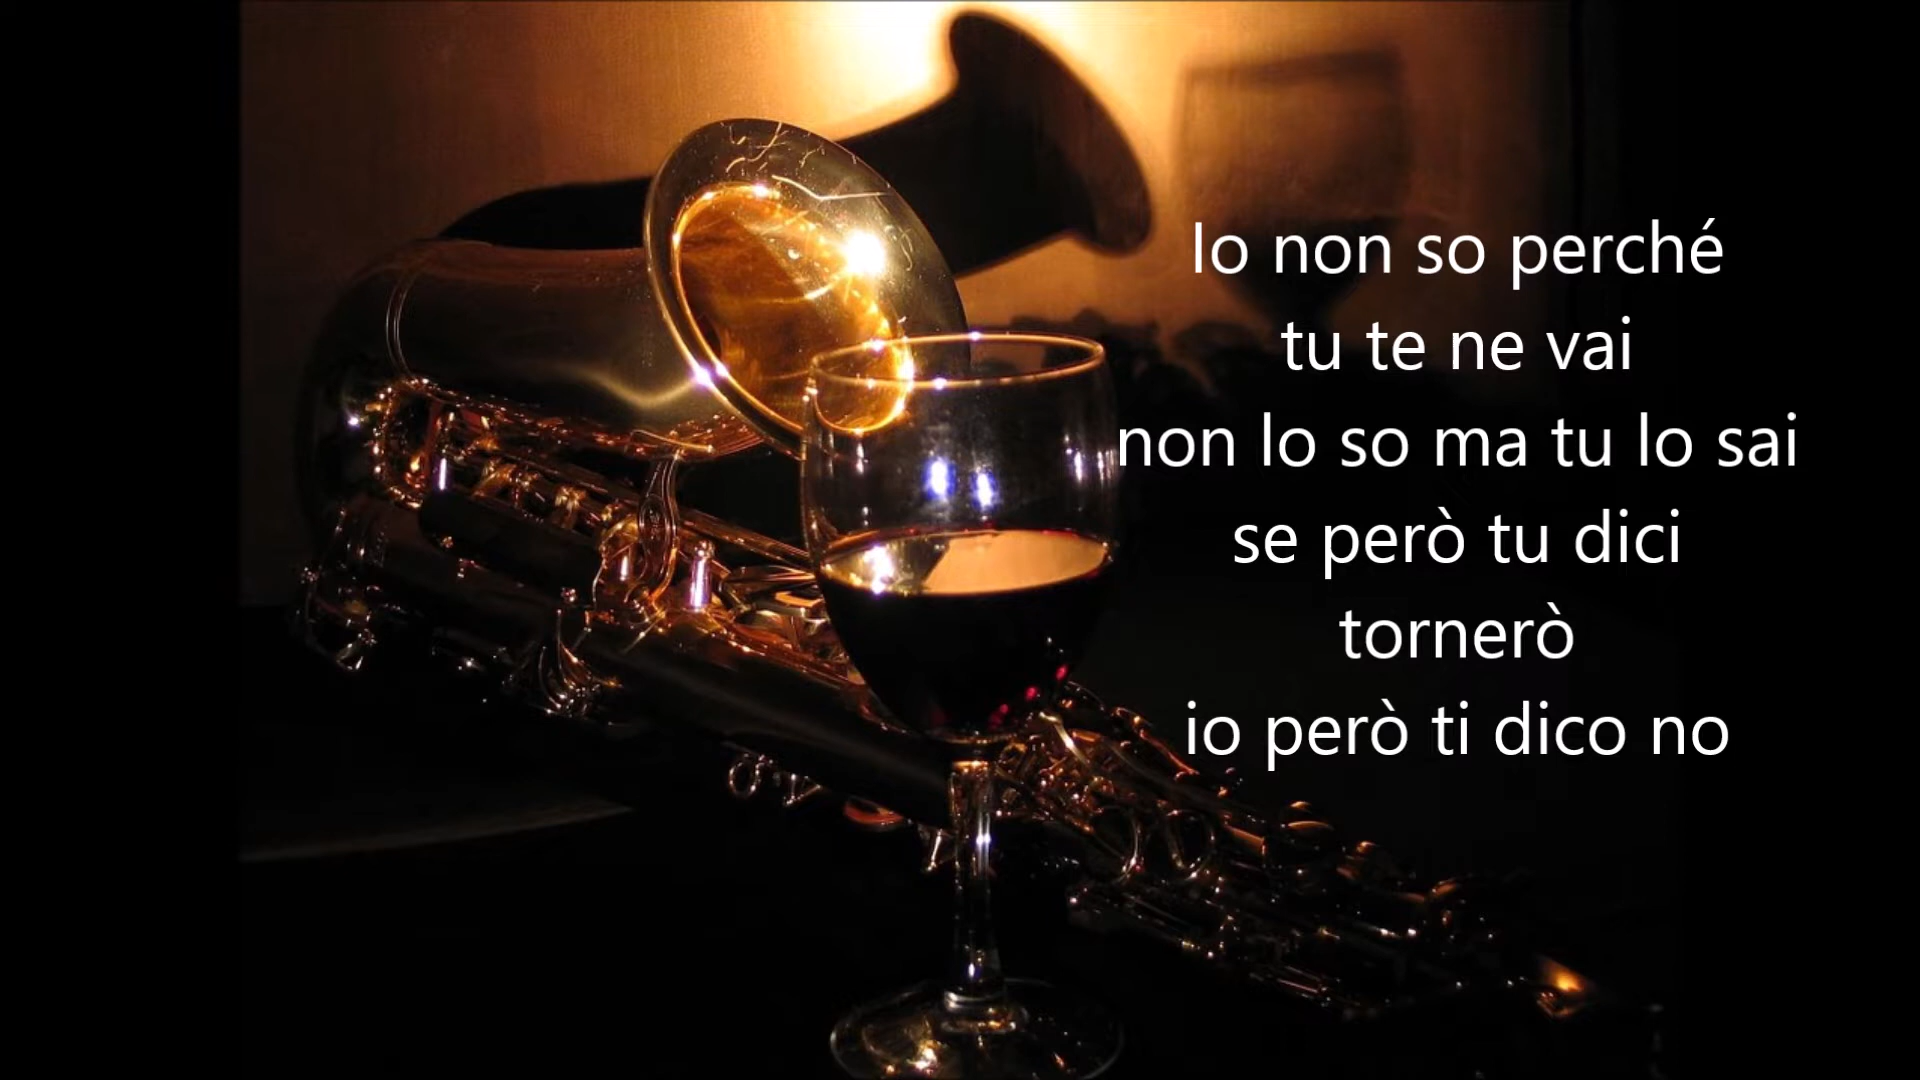 Io non so perché
tu te ne vai
non lo so ma tu lo sai
se però tu dici
tornerò
io però ti dico no